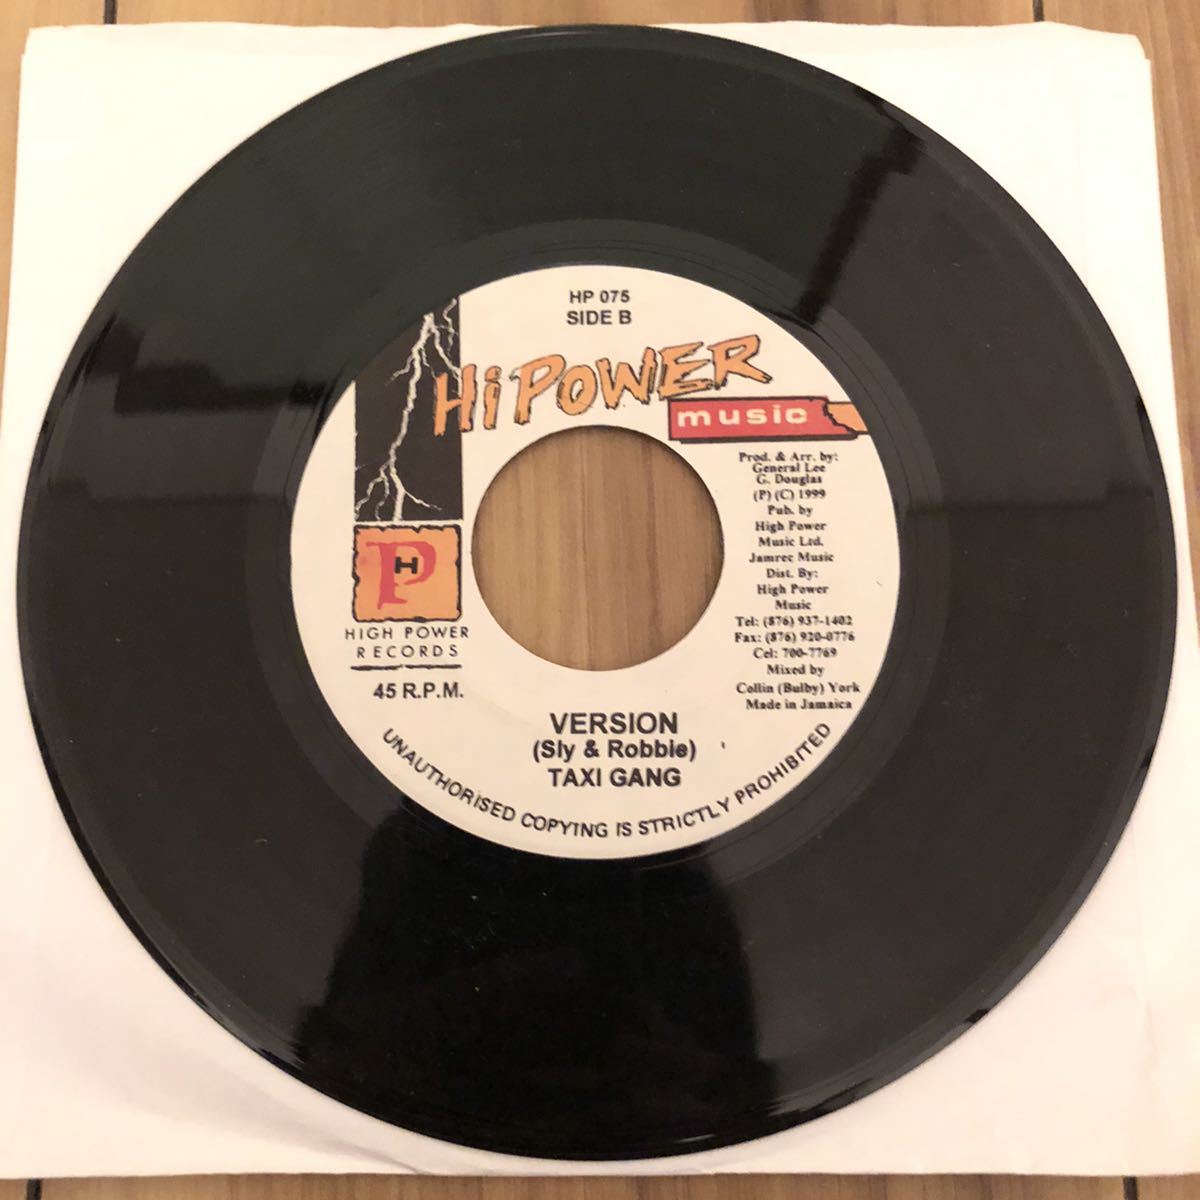 HP 075
SIDE B
Hi POWER
music
Prod. & Arr. by:
General Lee
G. Douglas
(P) (C) 1999
Pub. by
High Power
Music Ltd.
Jamrec Music
Dist. By:
High Power
Music
Tel: (876) 937-1402
Fax: (876) 920-0776
Cel: 700-7769
Mixed by
Collin (Bulby) York
Made in Jamaica
HP
HIGH POWER
RECORDS
45 R.P.M.
VERSION
(Sly & Robbie)
TAXI GANG
UNAUTHORISED COPYING IS STRICTLY PROHIBITED